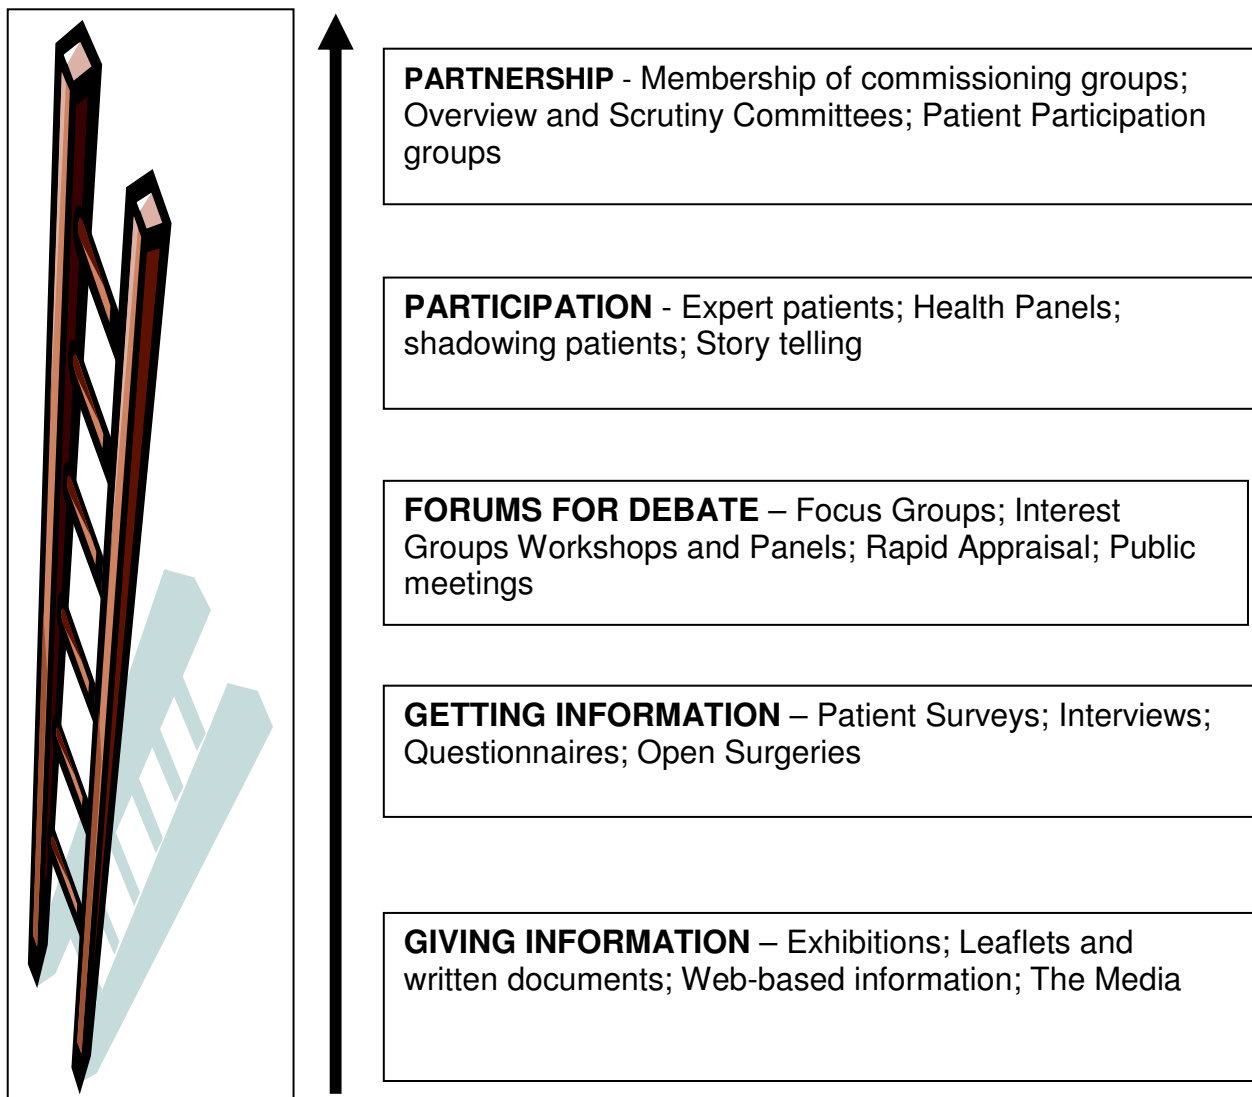 PARTNERSHIP - Membership of commissioning groups;
Overview and Scrutiny Committees; Patient Participation
groups
PARTICIPATION - Expert patients; Health Panels;
shadowing patients; Story telling
FORUMS FOR DEBATE – Focus Groups; Interest
Groups Workshops and Panels; Rapid Appraisal; Public
meetings
GETTING INFORMATION – Patient Surveys; Interviews;
Questionnaires; Open Surgeries
GIVING INFORMATION – Exhibitions; Leaflets and
written documents; Web-based information; The Media